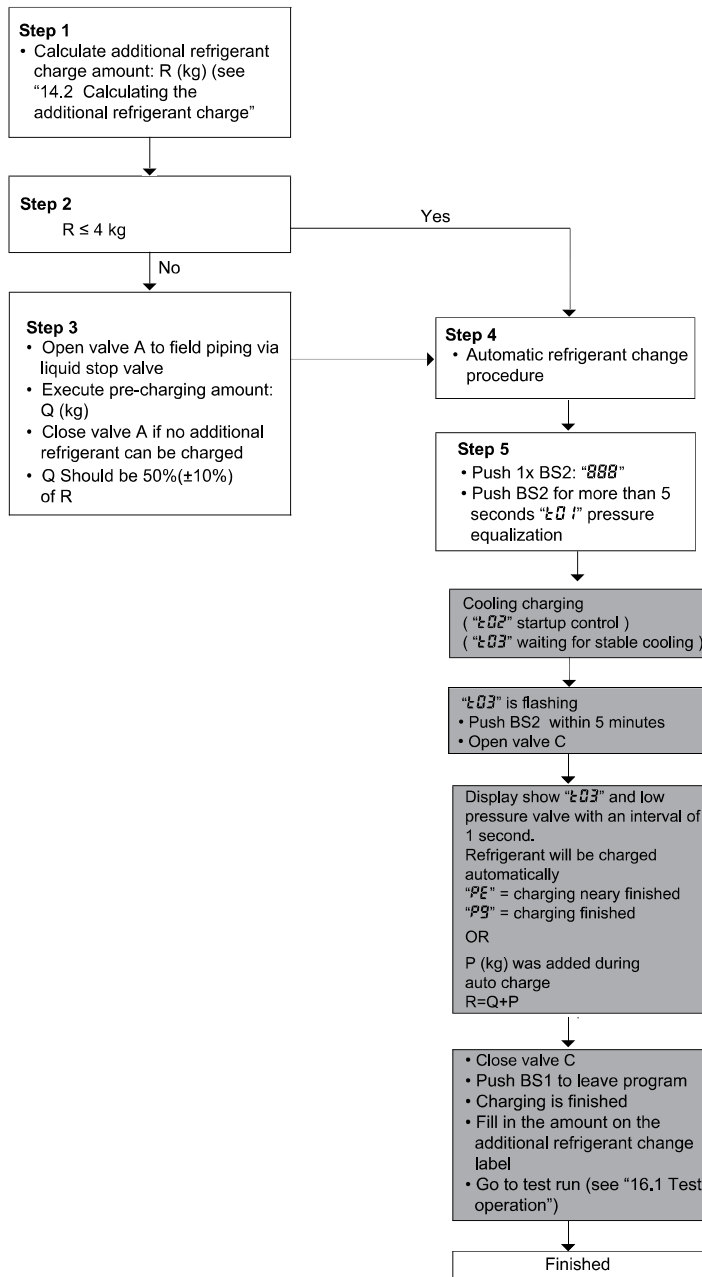 Step 1
• Calculate additional refrigerant
charge amount: R (kg) (see
“14.2 Calculating the
additional refrigerant charge”
Step 2
R ≤ 4 kg
Yes
No
Step 3
• Open valve A to field piping via
liquid stop valve
• Execute pre-charging amount:
Q (kg)
• Close valve A if no additional
refrigerant can be charged
• Q Should be 50%(±10%)
of R
Step 4
• Automatic refrigerant change
procedure
Step 5
• Push 1x BS2: “888”
• Push BS2 for more than 5
seconds “t01” pressure
equalization
Cooling charging
( “t02” startup control )
( “t03” waiting for stable cooling )
“t03” is flashing
• Push BS2 within 5 minutes
• Open valve C
Display show “t03” and low
pressure valve with an interval of
1 second.
Refrigerant will be charged
automatically
“PE” = charging neary finished
“P9” = charging finished
OR
P (kg) was added during
auto charge
R=Q+P
• Close valve C
• Push BS1 to leave program
• Charging is finished
• Fill in the amount on the
additional refrigerant change
label
• Go to test run (see “16.1 Test
operation”)
Finished